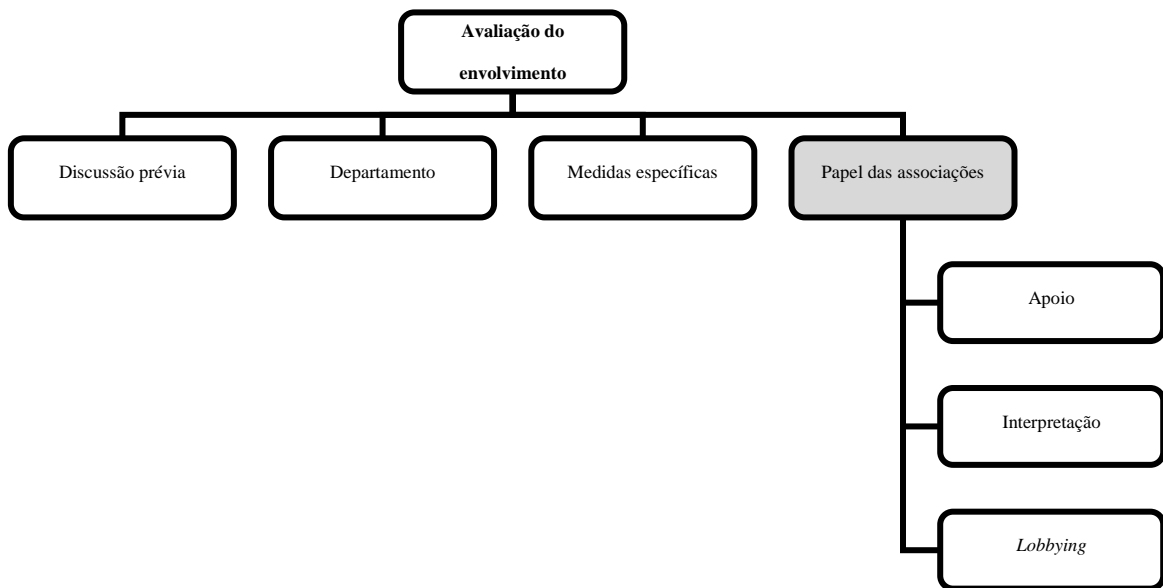 Avaliação do
envolvimento
Discussão prévia
Departamento
Medidas específicas
Papel das associações
Apoio
Interpretação
Lobbying